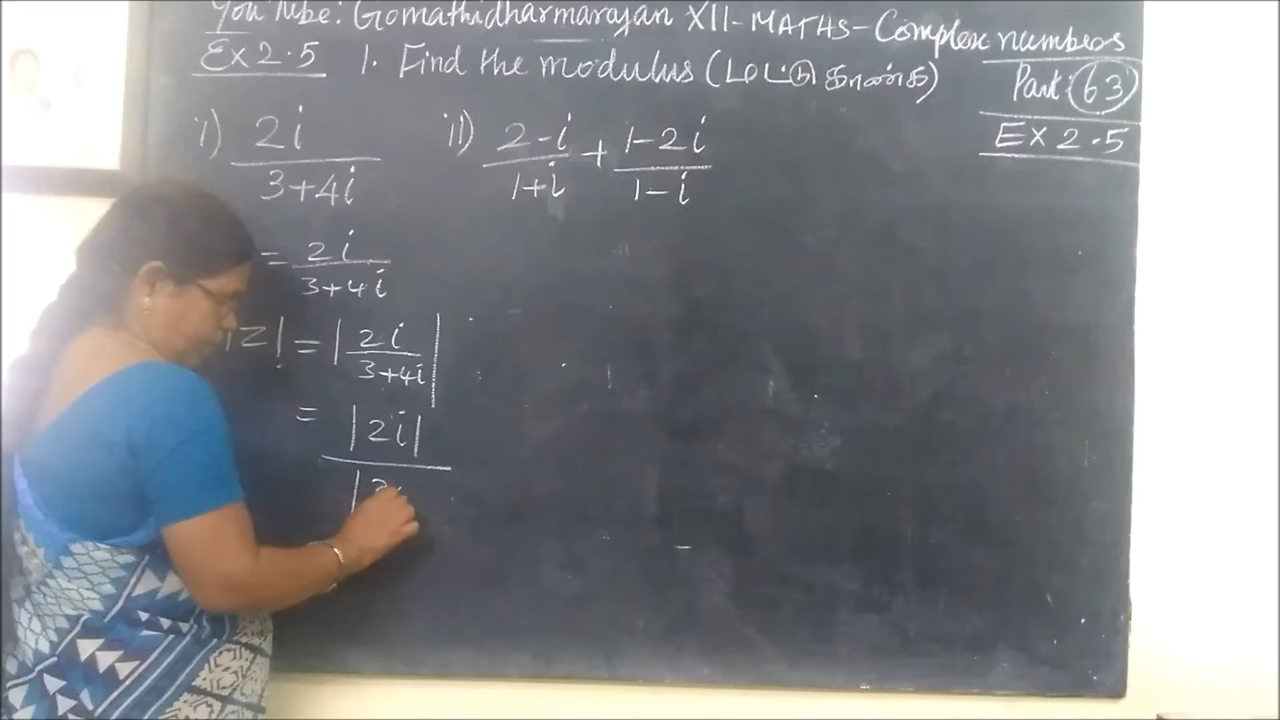 You Tube: Gomathidharmarajan XII-MATHS-Complex numbers
Ex 2.5 1. Find the modulus (மட்டு காண்க)
Part: 63
EX 2.5
i) 2i / 3+4i ii) 2-i / 1+i + 1-2i / 1-i
= 2i / 3+4i
|Z| = | 2i / 3+4i |
= |2i|